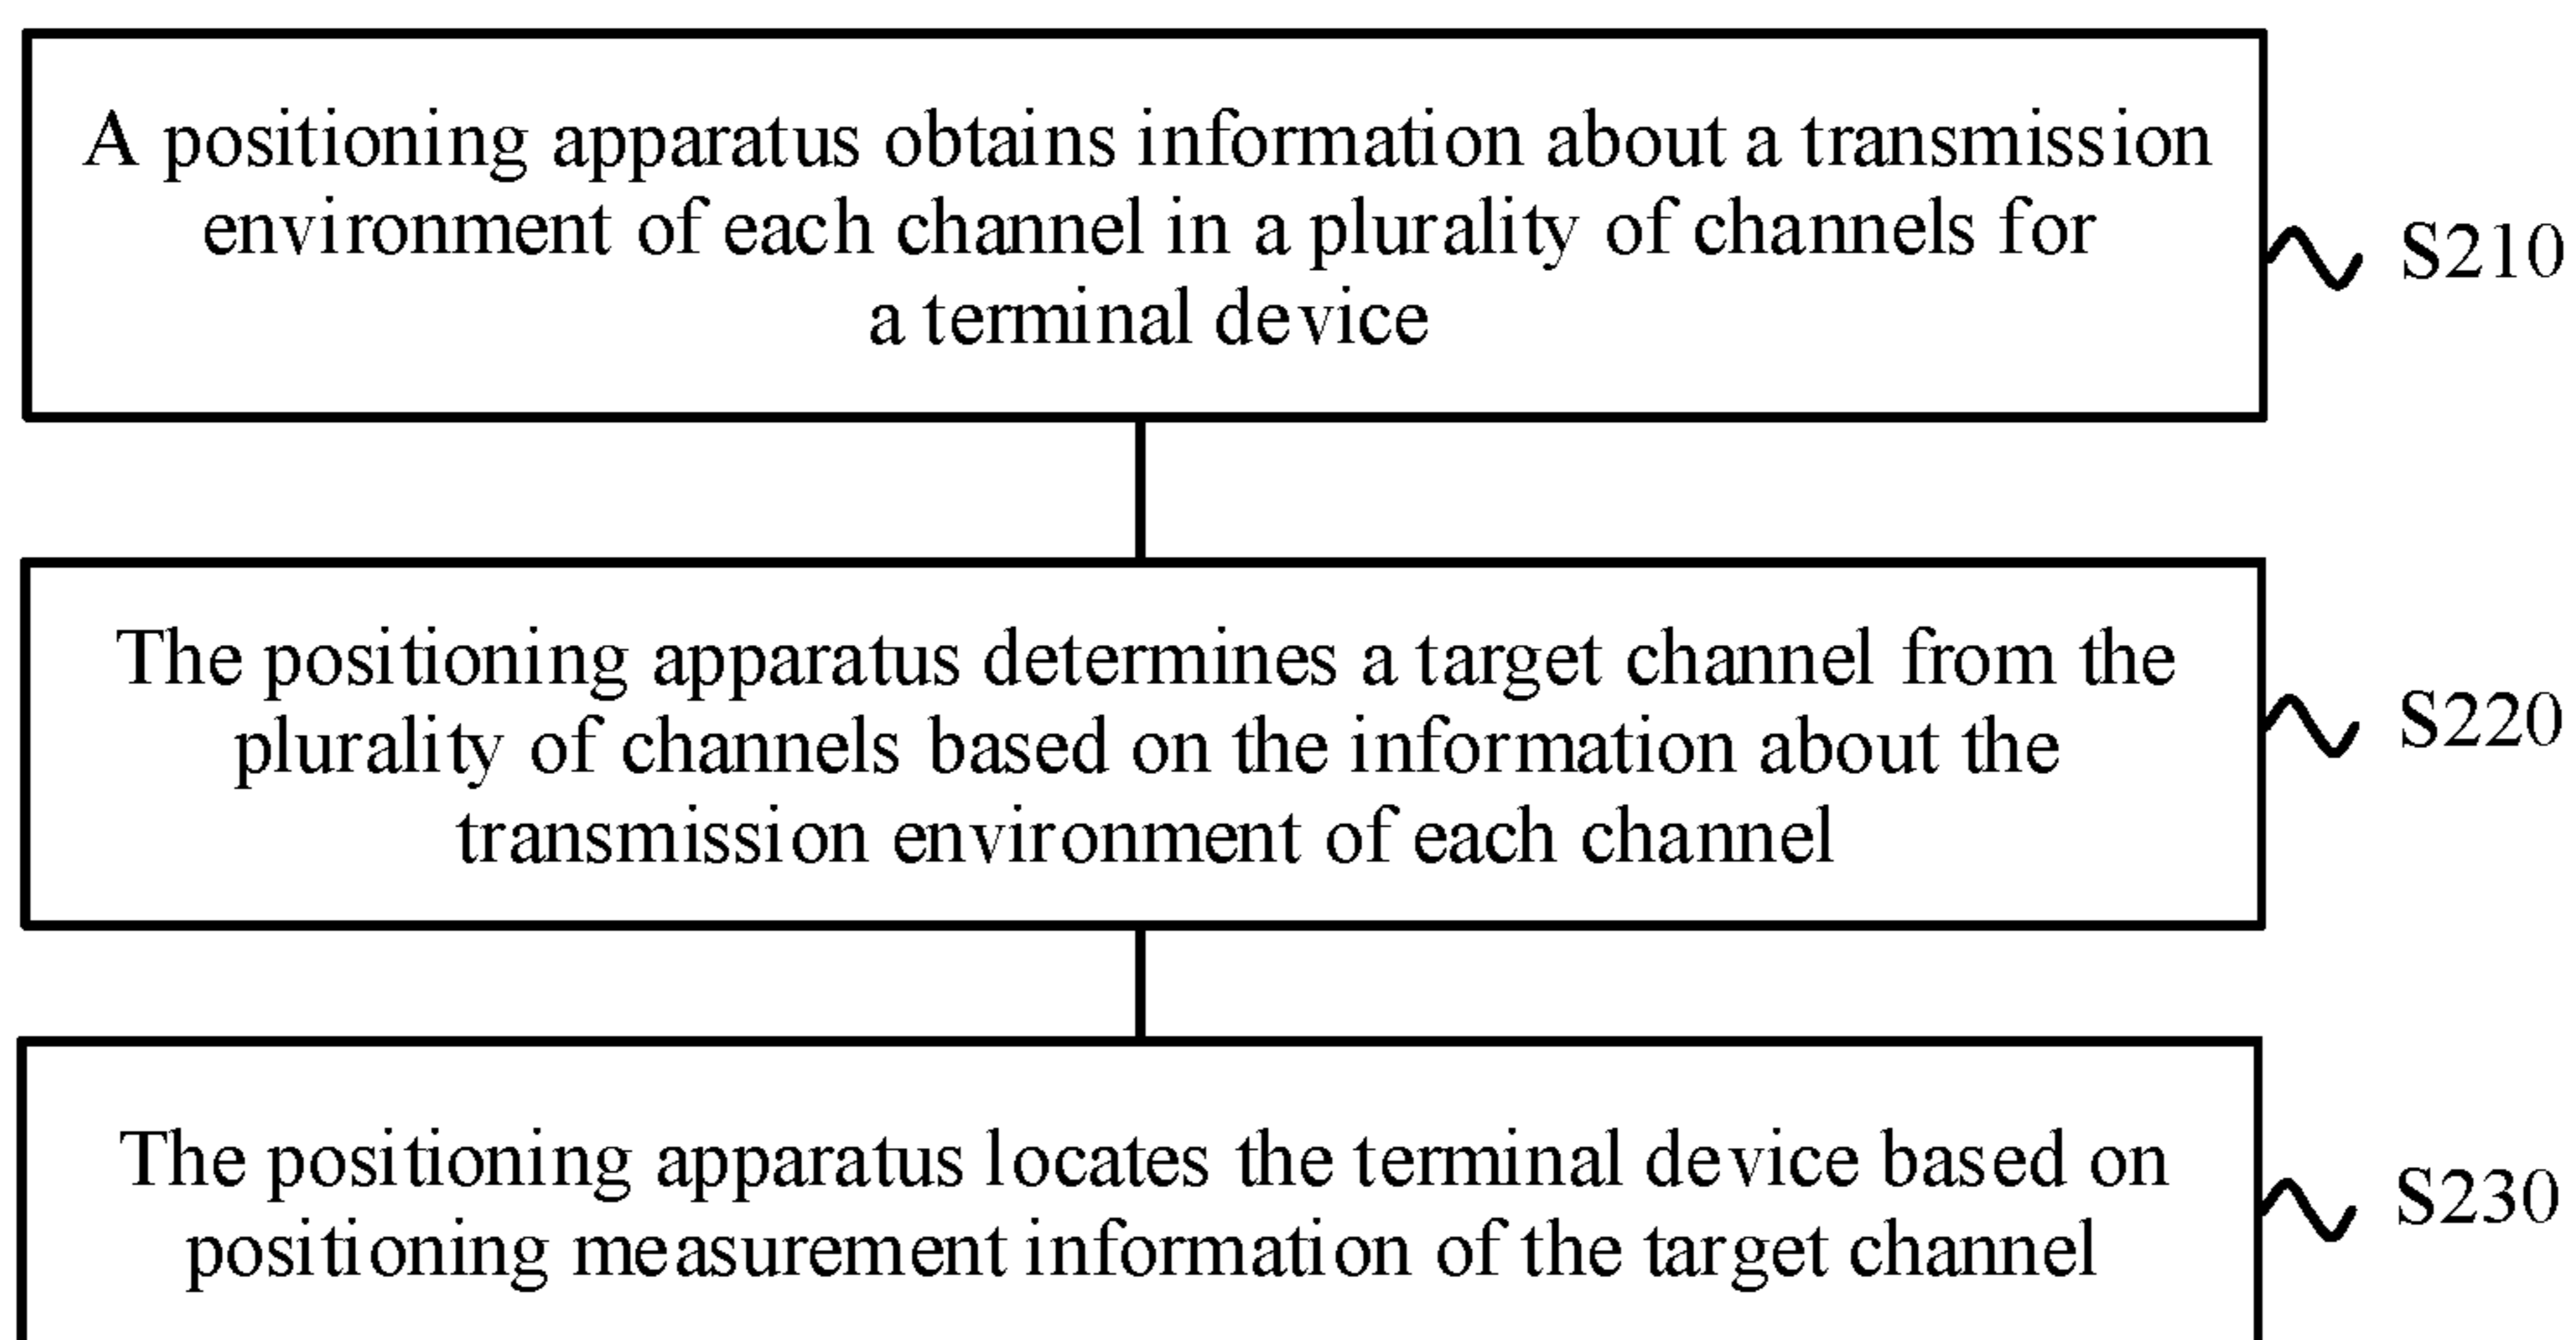 A positioning apparatus obtains information about a transmission
environment of each channel in a plurality of channels for
a terminal device
S210
The positioning apparatus determines a target channel from the
plurality of channels based on the information about the
transmission environment of each channel
S220
The positioning apparatus locates the terminal device based on
positioning measurement information of the target channel
S230